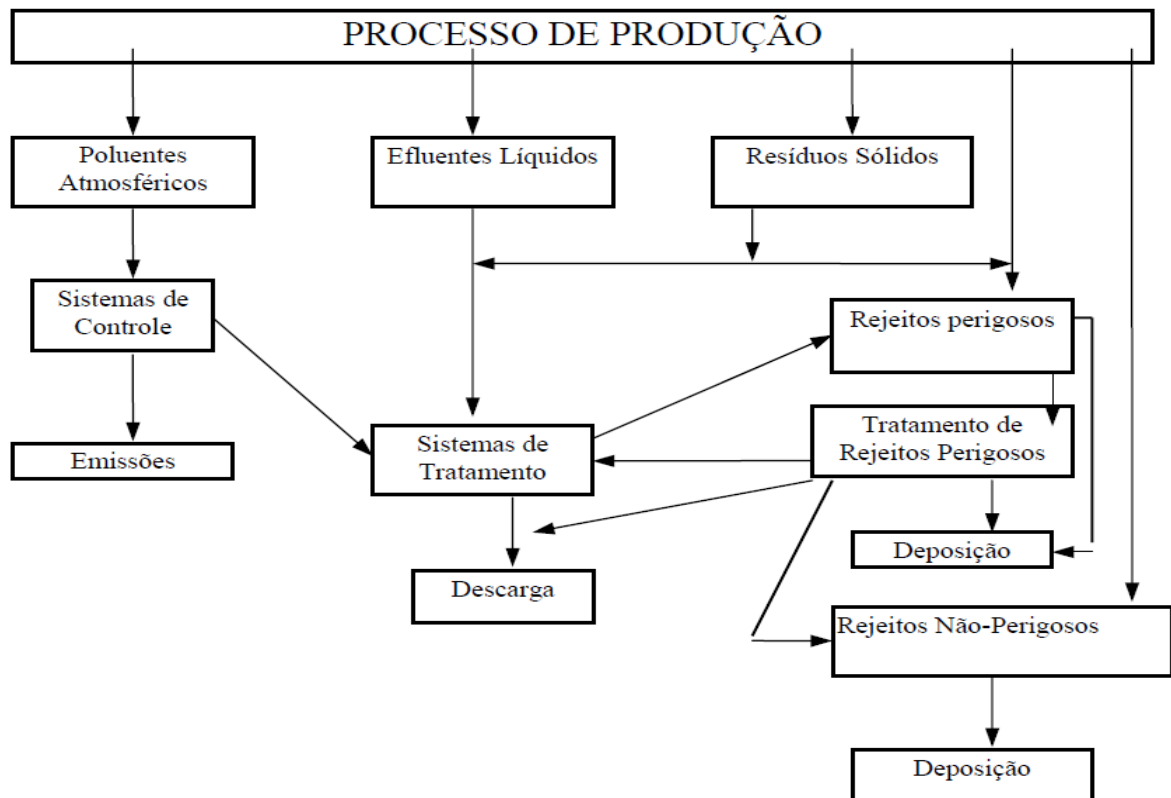 PROCESSO DE PRODUÇÃO
Poluentes
Atmosféricos
Efluentes Líquidos
Resíduos Sólidos
Sistemas de
Controle
Rejeitos perigosos
Emissões
Sistemas de
Tratamento
Tratamento de
Rejeitos Perigosos
Deposição
Descarga
Rejeitos Não-Perigosos
Deposição